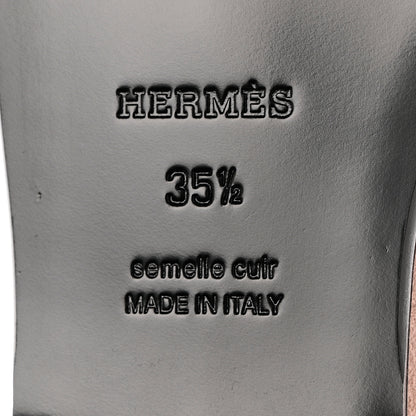 HERMÈS
35½
semelle cuir
MADE IN ITALY